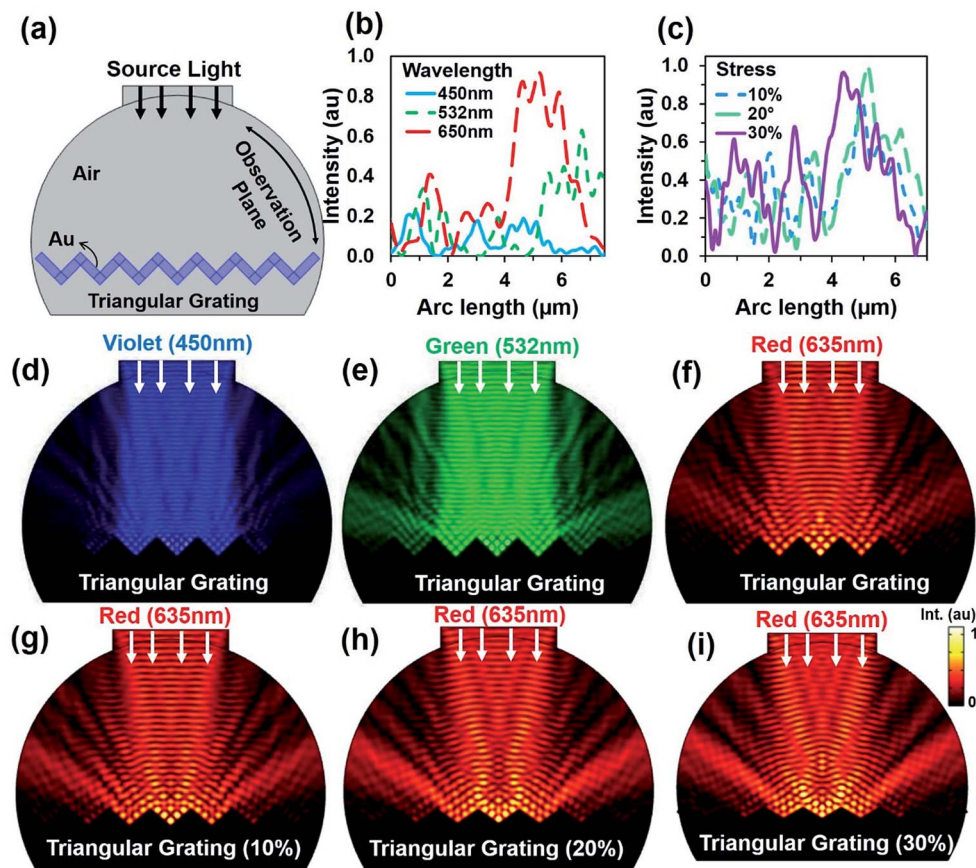 (a)
Source Light
Air
Observation
Plane
Au
Triangular Grating
(b)
Intensity (au)
1.0
0.8
0.6
0.4
0.2
0.0
Wavelength
450nm
532nm
650nm
0 2 4 6
Arc length (μm)
(c)
Intensity (au)
1.0
0.8
0.6
0.4
0.2
0.0
Stress
10%
20°
30%
0 2 4 6
Arc length (μm)
(d)
Violet (450nm)
Triangular Grating
(e)
Green (532nm)
Triangular Grating
(f)
Red (635nm)
Triangular Grating
(g)
Red (635nm)
Triangular Grating (10%)
(h)
Red (635nm)
Triangular Grating (20%)
(i)
Red (635nm)
Int. (au)
1
0
Triangular Grating (30%)